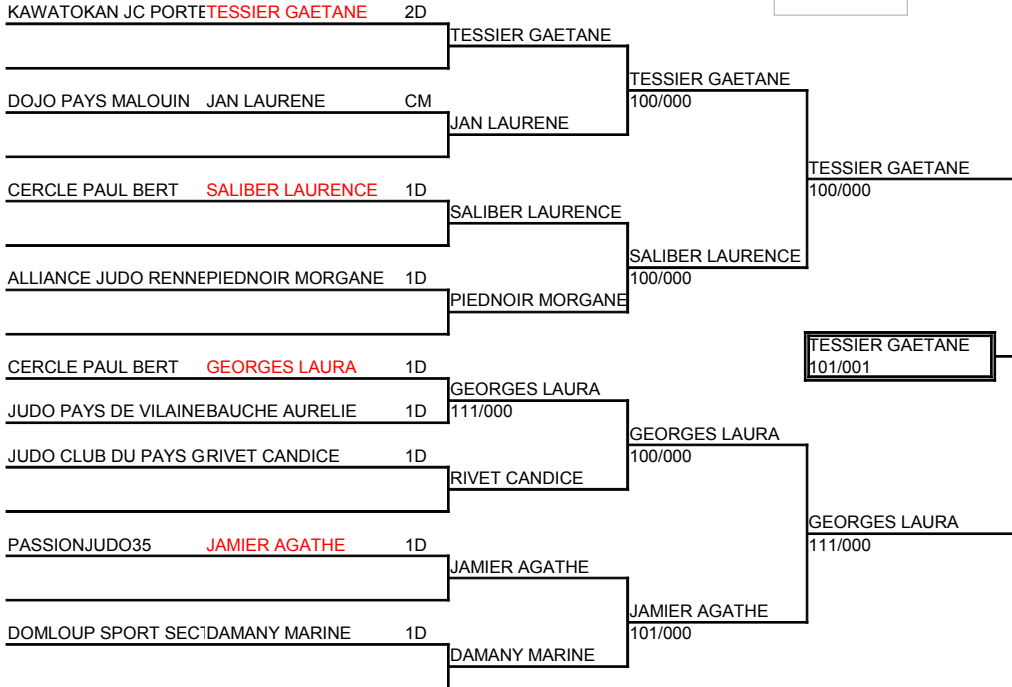 KAWATOKAN JC PORTE TESSIER GAETANE 2D
TESSIER GAETANE
TESSIER GAETANE
100/000
DOJO PAYS MALOUIN JAN LAURENE CM
JAN LAURENE
TESSIER GAETANE
100/000
CERCLE PAUL BERT SALIBER LAURENCE 1D
SALIBER LAURENCE
SALIBER LAURENCE
100/000
ALLIANCE JUDO RENNE PIEDNOIR MORGANE 1D
PIEDNOIR MORGANE
TESSIER GAETANE
101/001
CERCLE PAUL BERT GEORGES LAURA 1D
GEORGES LAURA
111/000
JUDO PAYS DE VILAINE BAUCHE AURELIE 1D
GEORGES LAURA
100/000
JUDO CLUB DU PAYS G RIVET CANDICE 1D
RIVET CANDICE
GEORGES LAURA
111/000
PASSIONJUDO35 JAMIER AGATHE 1D
JAMIER AGATHE
JAMIER AGATHE
101/000
DOMLOUP SPORT SECT DAMANY MARINE 1D
DAMANY MARINE